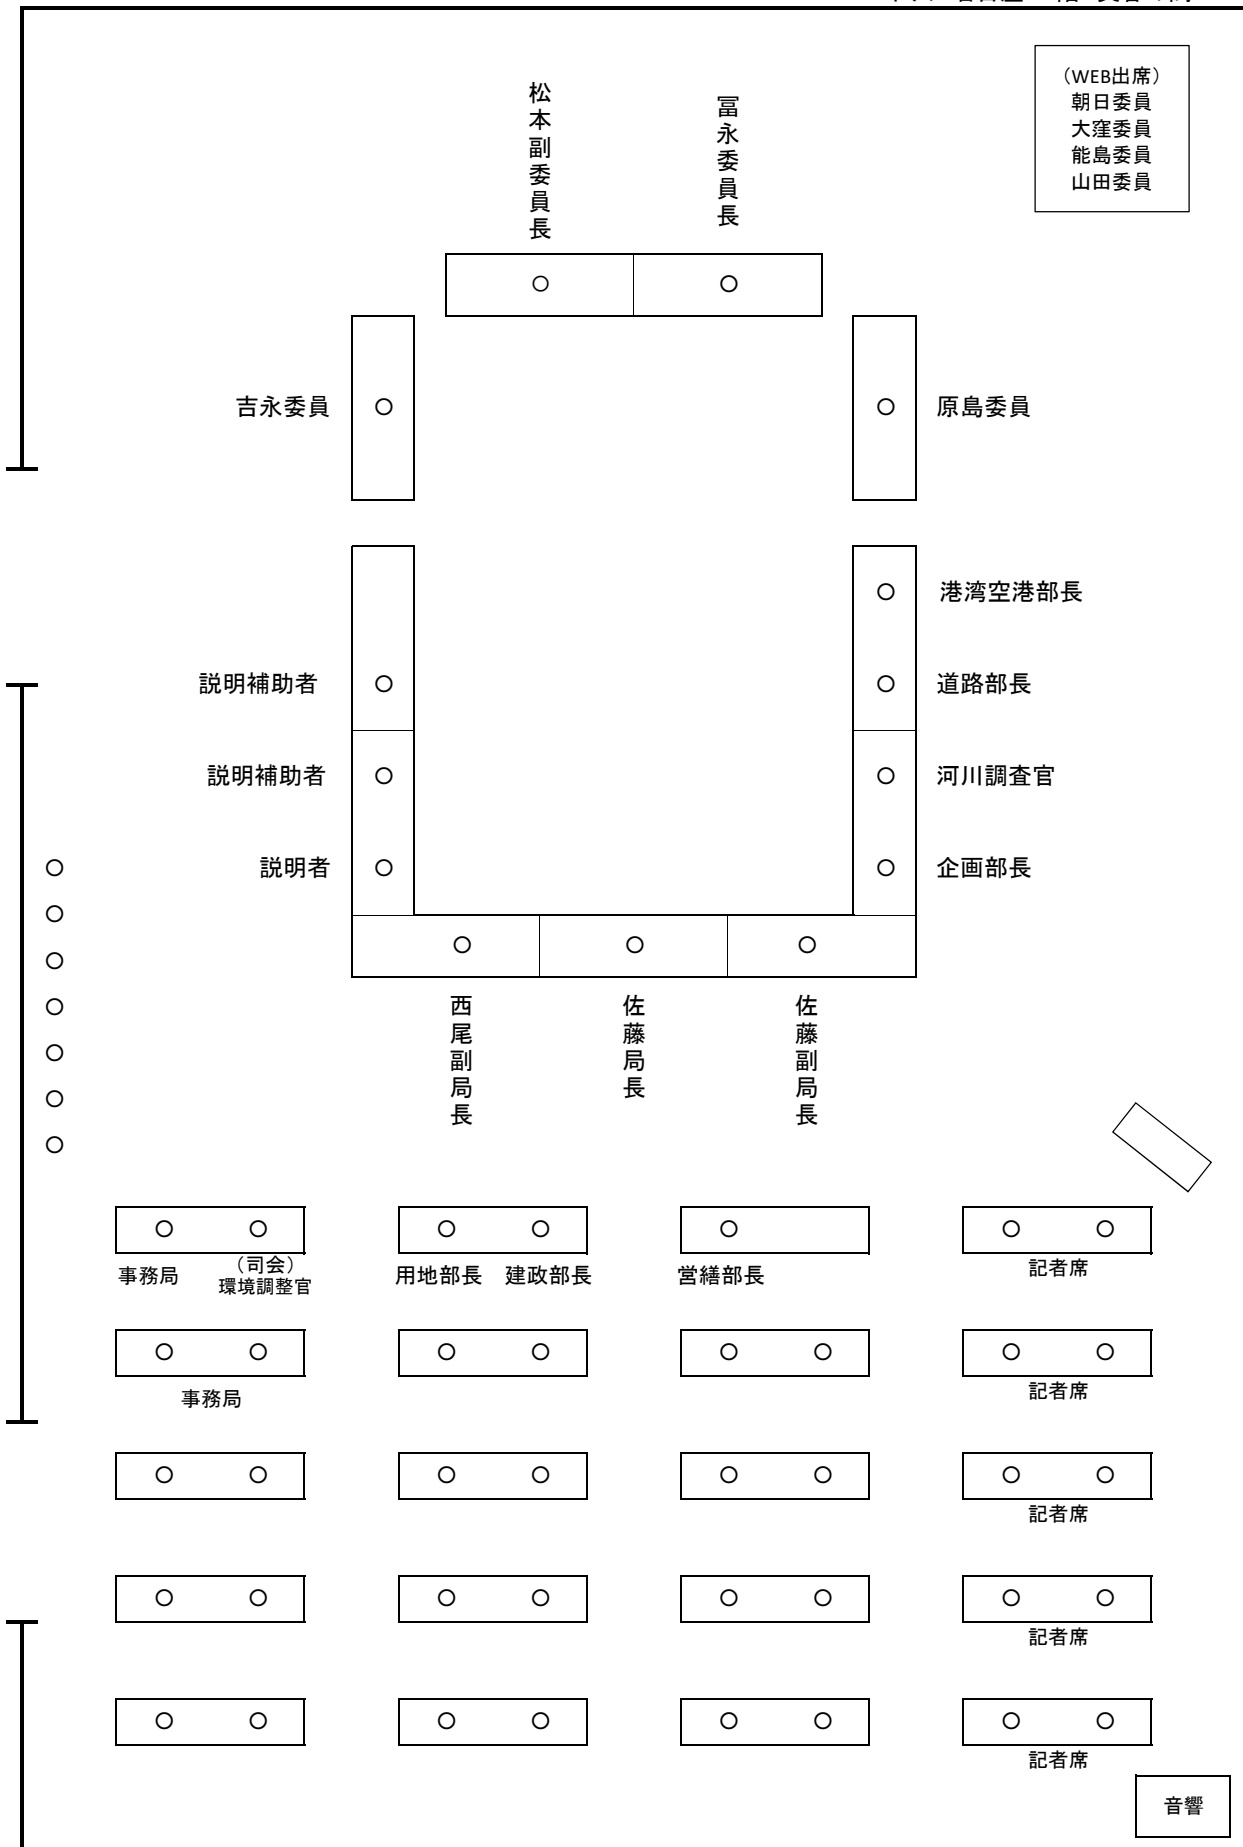 （WEB出席）
朝日委員
大窪委員
能島委員
山田委員
松本副委員長
冨永委員長
吉永委員
原島委員
港湾空港部長
説明補助者
道路部長
説明補助者
河川調査官
説明者
企画部長
西尾副局長
佐藤局長
佐藤副局長
事務局
（司会）
環境調整官
用地部長
建政部長
営繕部長
記者席
事務局
記者席
記者席
記者席
記者席
音響